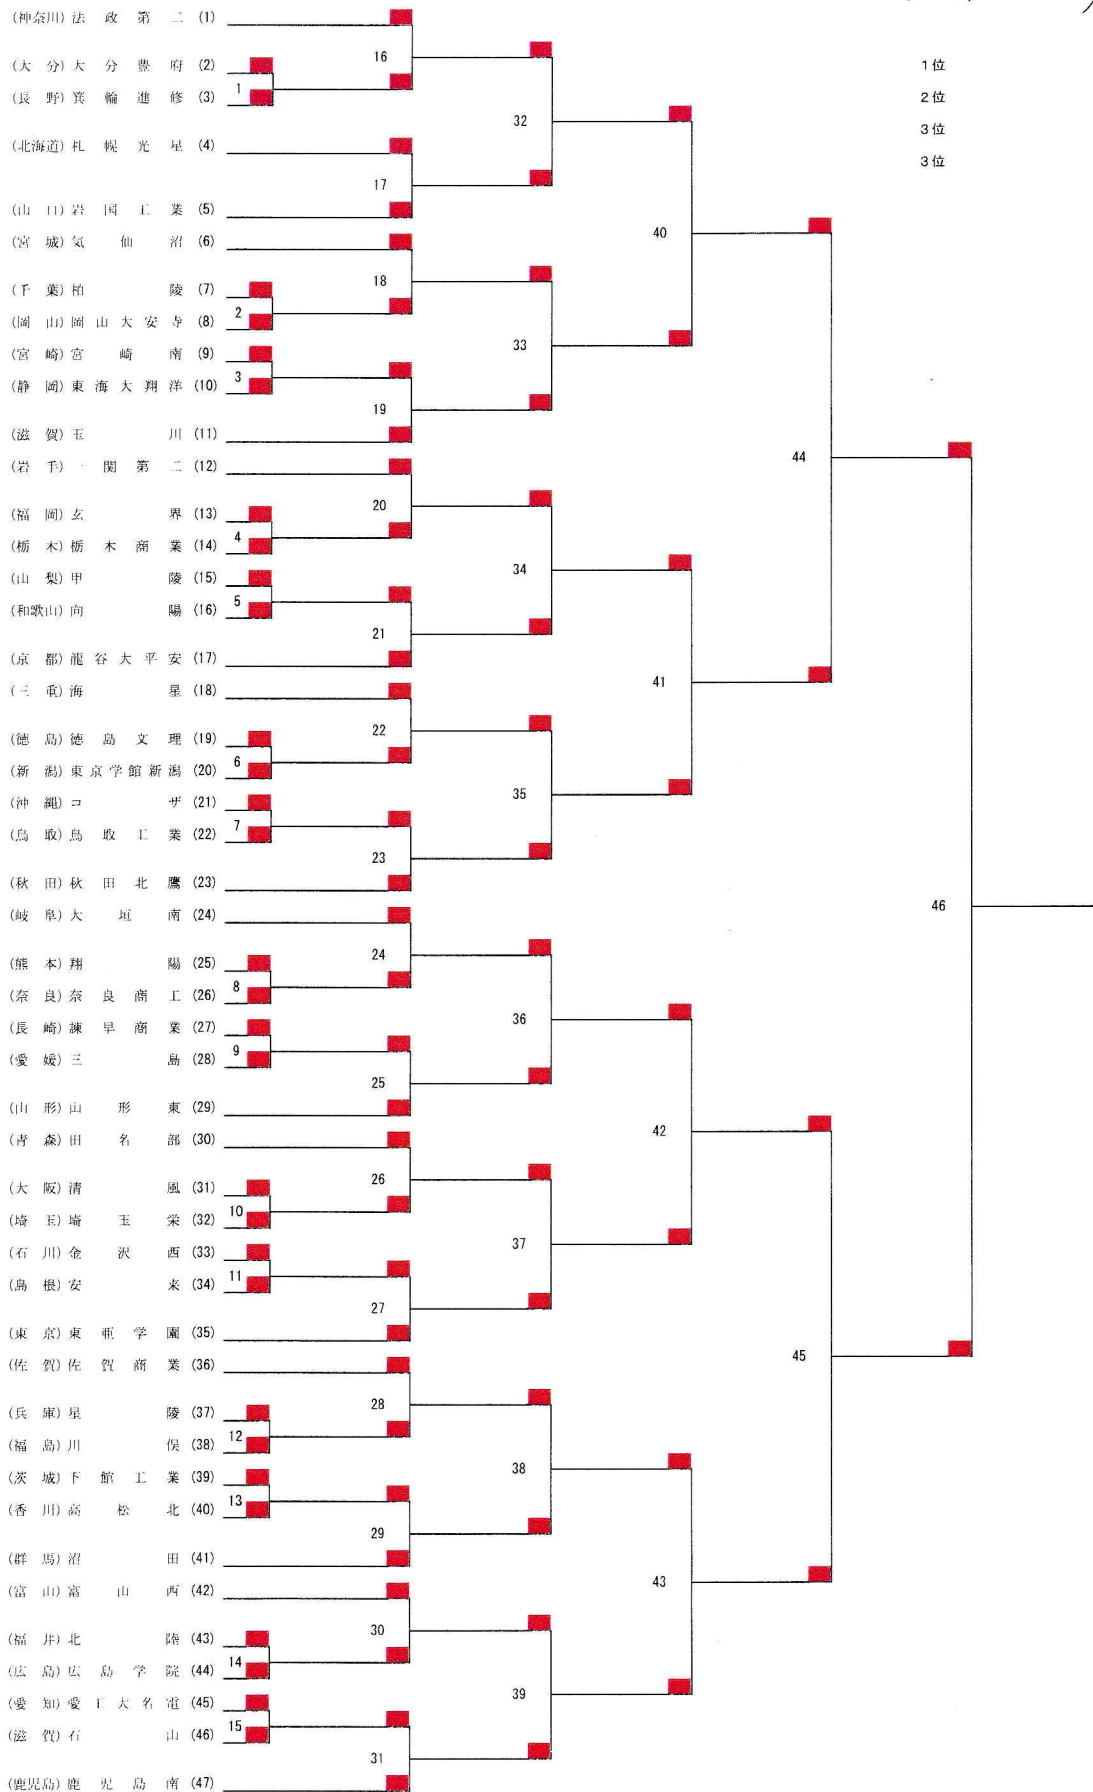 (神奈川) 法政第二 (1)
(大分) 大分豊府 (2)
(長野) 箕輪進修 (3)
(北海道) 札幌光星 (4)
(山口) 岩国工業 (5)
(宮城) 気仙沼 (6)
(千葉) 柏陵 (7)
(岡山) 岡山大安寺 (8)
(宮崎) 宮崎南 (9)
(静岡) 東海大翔洋 (10)
(滋賀) 玉川 (11)
(岩手) 一関第二 (12)
(福岡) 玄界 (13)
(栃木) 栃木商業 (14)
(山梨) 甲陵 (15)
(和歌山) 向陽 (16)
(京都) 龍谷大平安 (17)
(三重) 海星 (18)
(徳島) 徳島文理 (19)
(新潟) 東京学館新潟 (20)
(沖縄) コザ (21)
(鳥取) 鳥取工業 (22)
(秋田) 秋田北鷹 (23)
(岐阜) 大垣南 (24)
(熊本) 翔陽 (25)
(奈良) 奈良商工 (26)
(長崎) 諫早商業 (27)
(愛媛) 三島 (28)
(山形) 山形東 (29)
(青森) 田名部 (30)
(大阪) 清風 (31)
(埼玉) 埼玉栄 (32)
(石川) 金沢西 (33)
(島根) 安来 (34)
(東京) 東亜学園 (35)
(佐賀) 佐賀商業 (36)
(兵庫) 星陵 (37)
(福島) 川俣 (38)
(茨城) 下館工業 (39)
(香川) 高松北 (40)
(群馬) 沼田 (41)
(富山) 富山西 (42)
(福井) 北陸 (43)
(広島) 広島学院 (44)
(愛知) 愛工大名電 (45)
(滋賀) 石山 (46)
(鹿児島) 鹿児島南 (47)
1
2
3
4
5
6
7
8
9
10
11
12
13
14
15
16
17
18
19
20
21
22
23
24
25
26
27
28
29
30
31
32
33
34
35
36
37
38
39
40
41
42
43
44
45
46
1位
2位
3位
3位